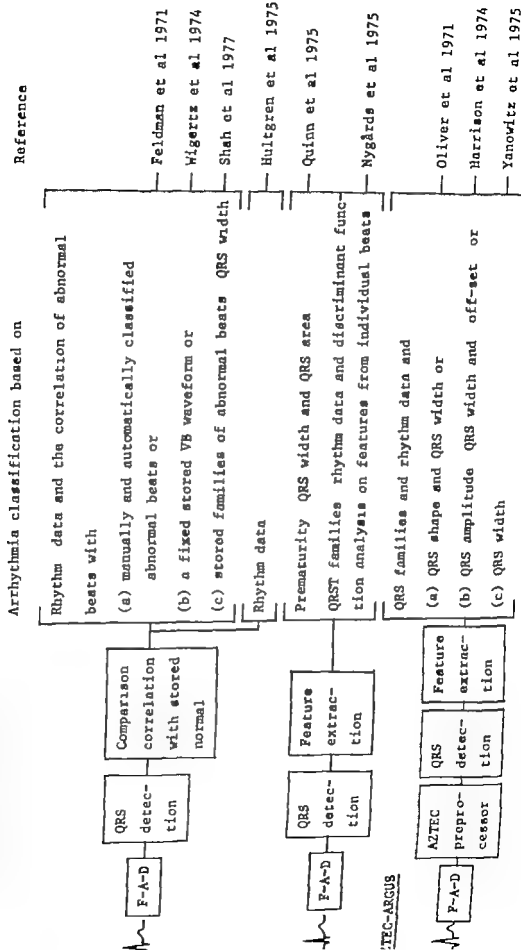 Arrhythmia classification based on
Reference
Rhythm data and the correlation of abnormal
beats with
(a) manually and automatically classified
abnormal beats or
Feldman et al 1971
(b) a fixed stored VB waveform or
Wigertz et al 1974
(c) stored families of abnormal beats QRS width
Shah et al 1977
Rhythm data
Hultgren et al 1975
F-A-D
QRS
detec-
tion
Comparison
correlation
with stored
normal
Prematurity QRS width and QRS area
Quinn et al 1975
QRST families rhythm data and discriminant func-
tion analysis on features from individual beats
Nygårds et al 1975
F-A-D
QRS
detec-
tion
Feature
extrac-
tion
TEC-ARGUS
QRS families and rhythm data and
(a) QRS shape and QRS width or
Oliver et al 1971
(b) QRS amplitude QRS width and off-set or
Harrison et al 1974
(c) QRS width
Yanowitz et al 1975
F-A-D
AZTEC
prepro-
cessor
QRS
detec-
tion
Feature
extrac-
tion